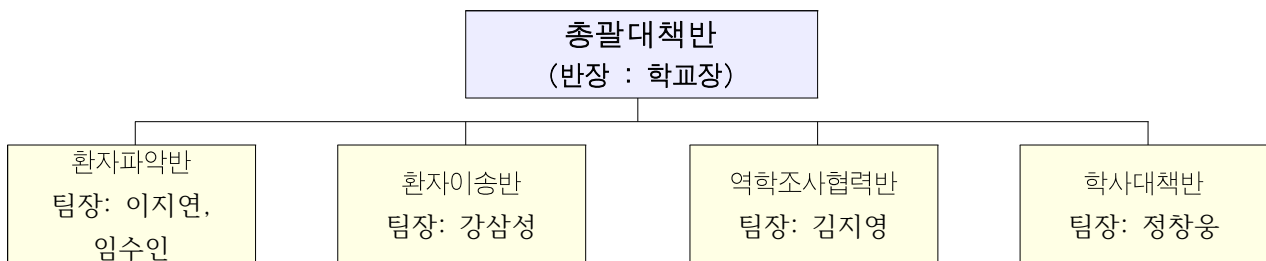 총괄대책반
(반장 : 학교장)
환자파악반
팀장: 이지연,
임수인
환자이송반
팀장: 강삼성
역학조사협력반
팀장: 김지영
학사대책반
팀장: 정창웅